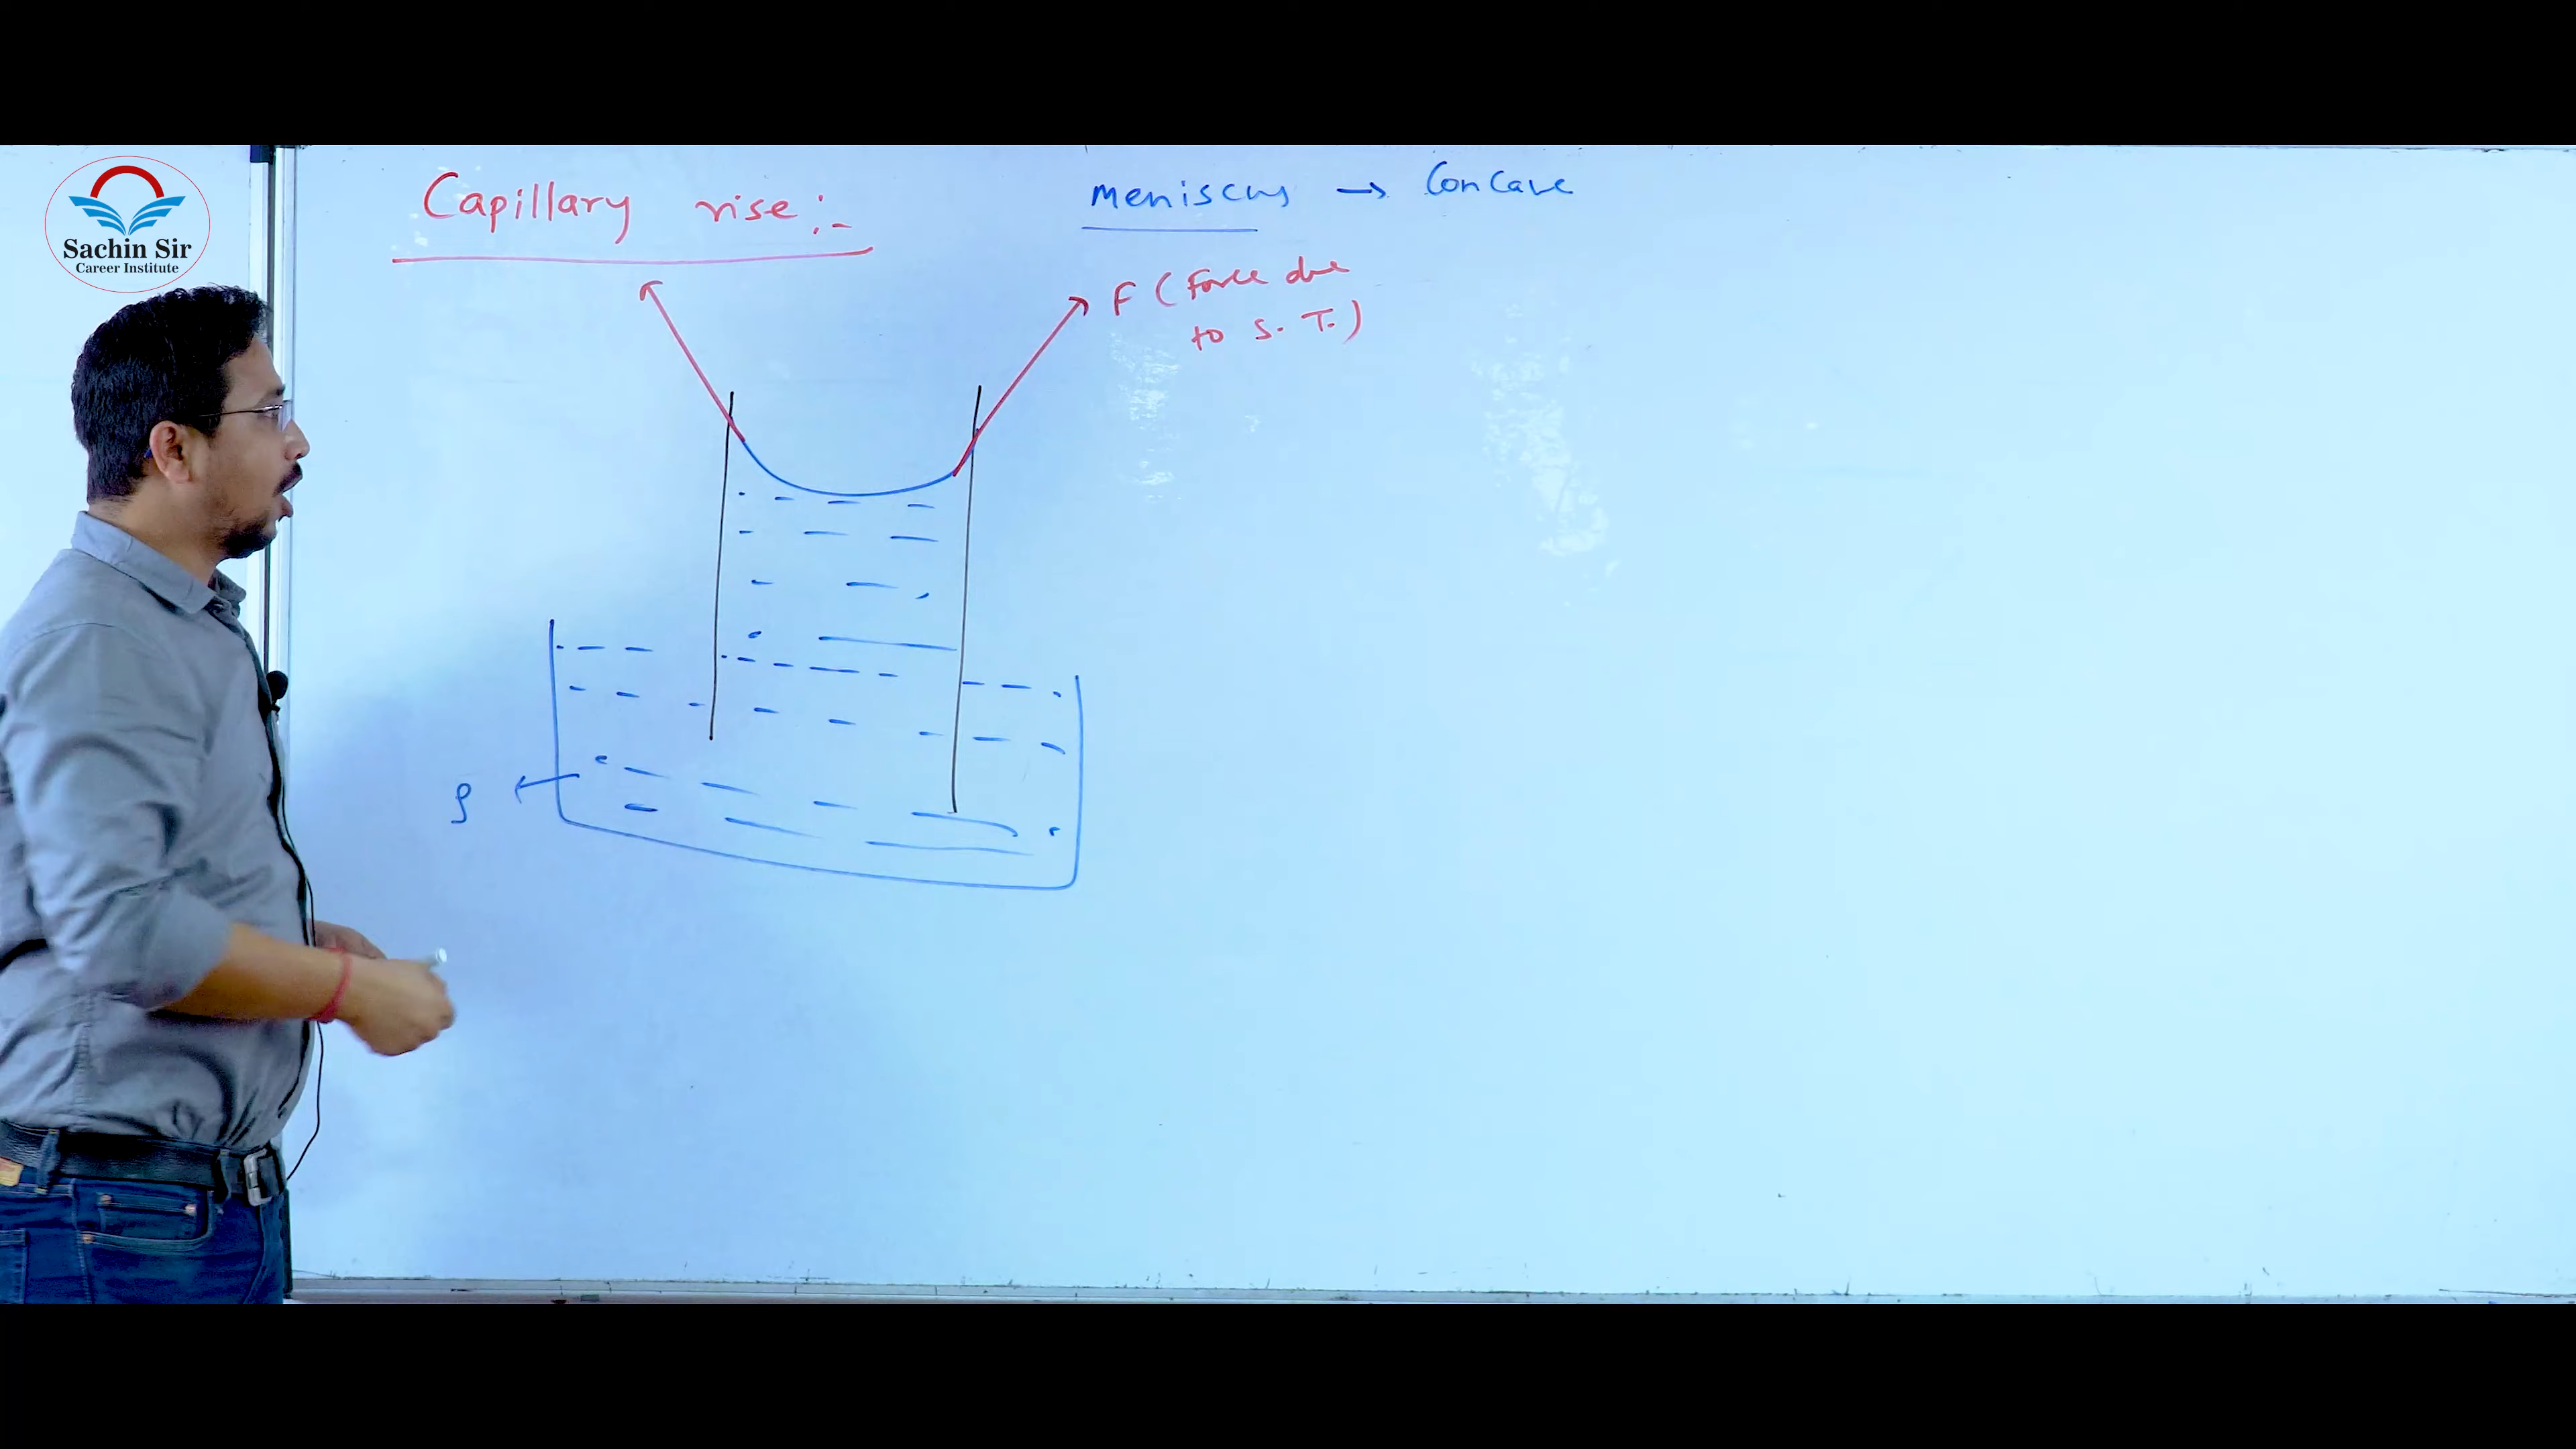 Sachin Sir
Career Institute
Capillary rise :-
Meniscus → Concave
F (Force due
to S. T.)
ρ